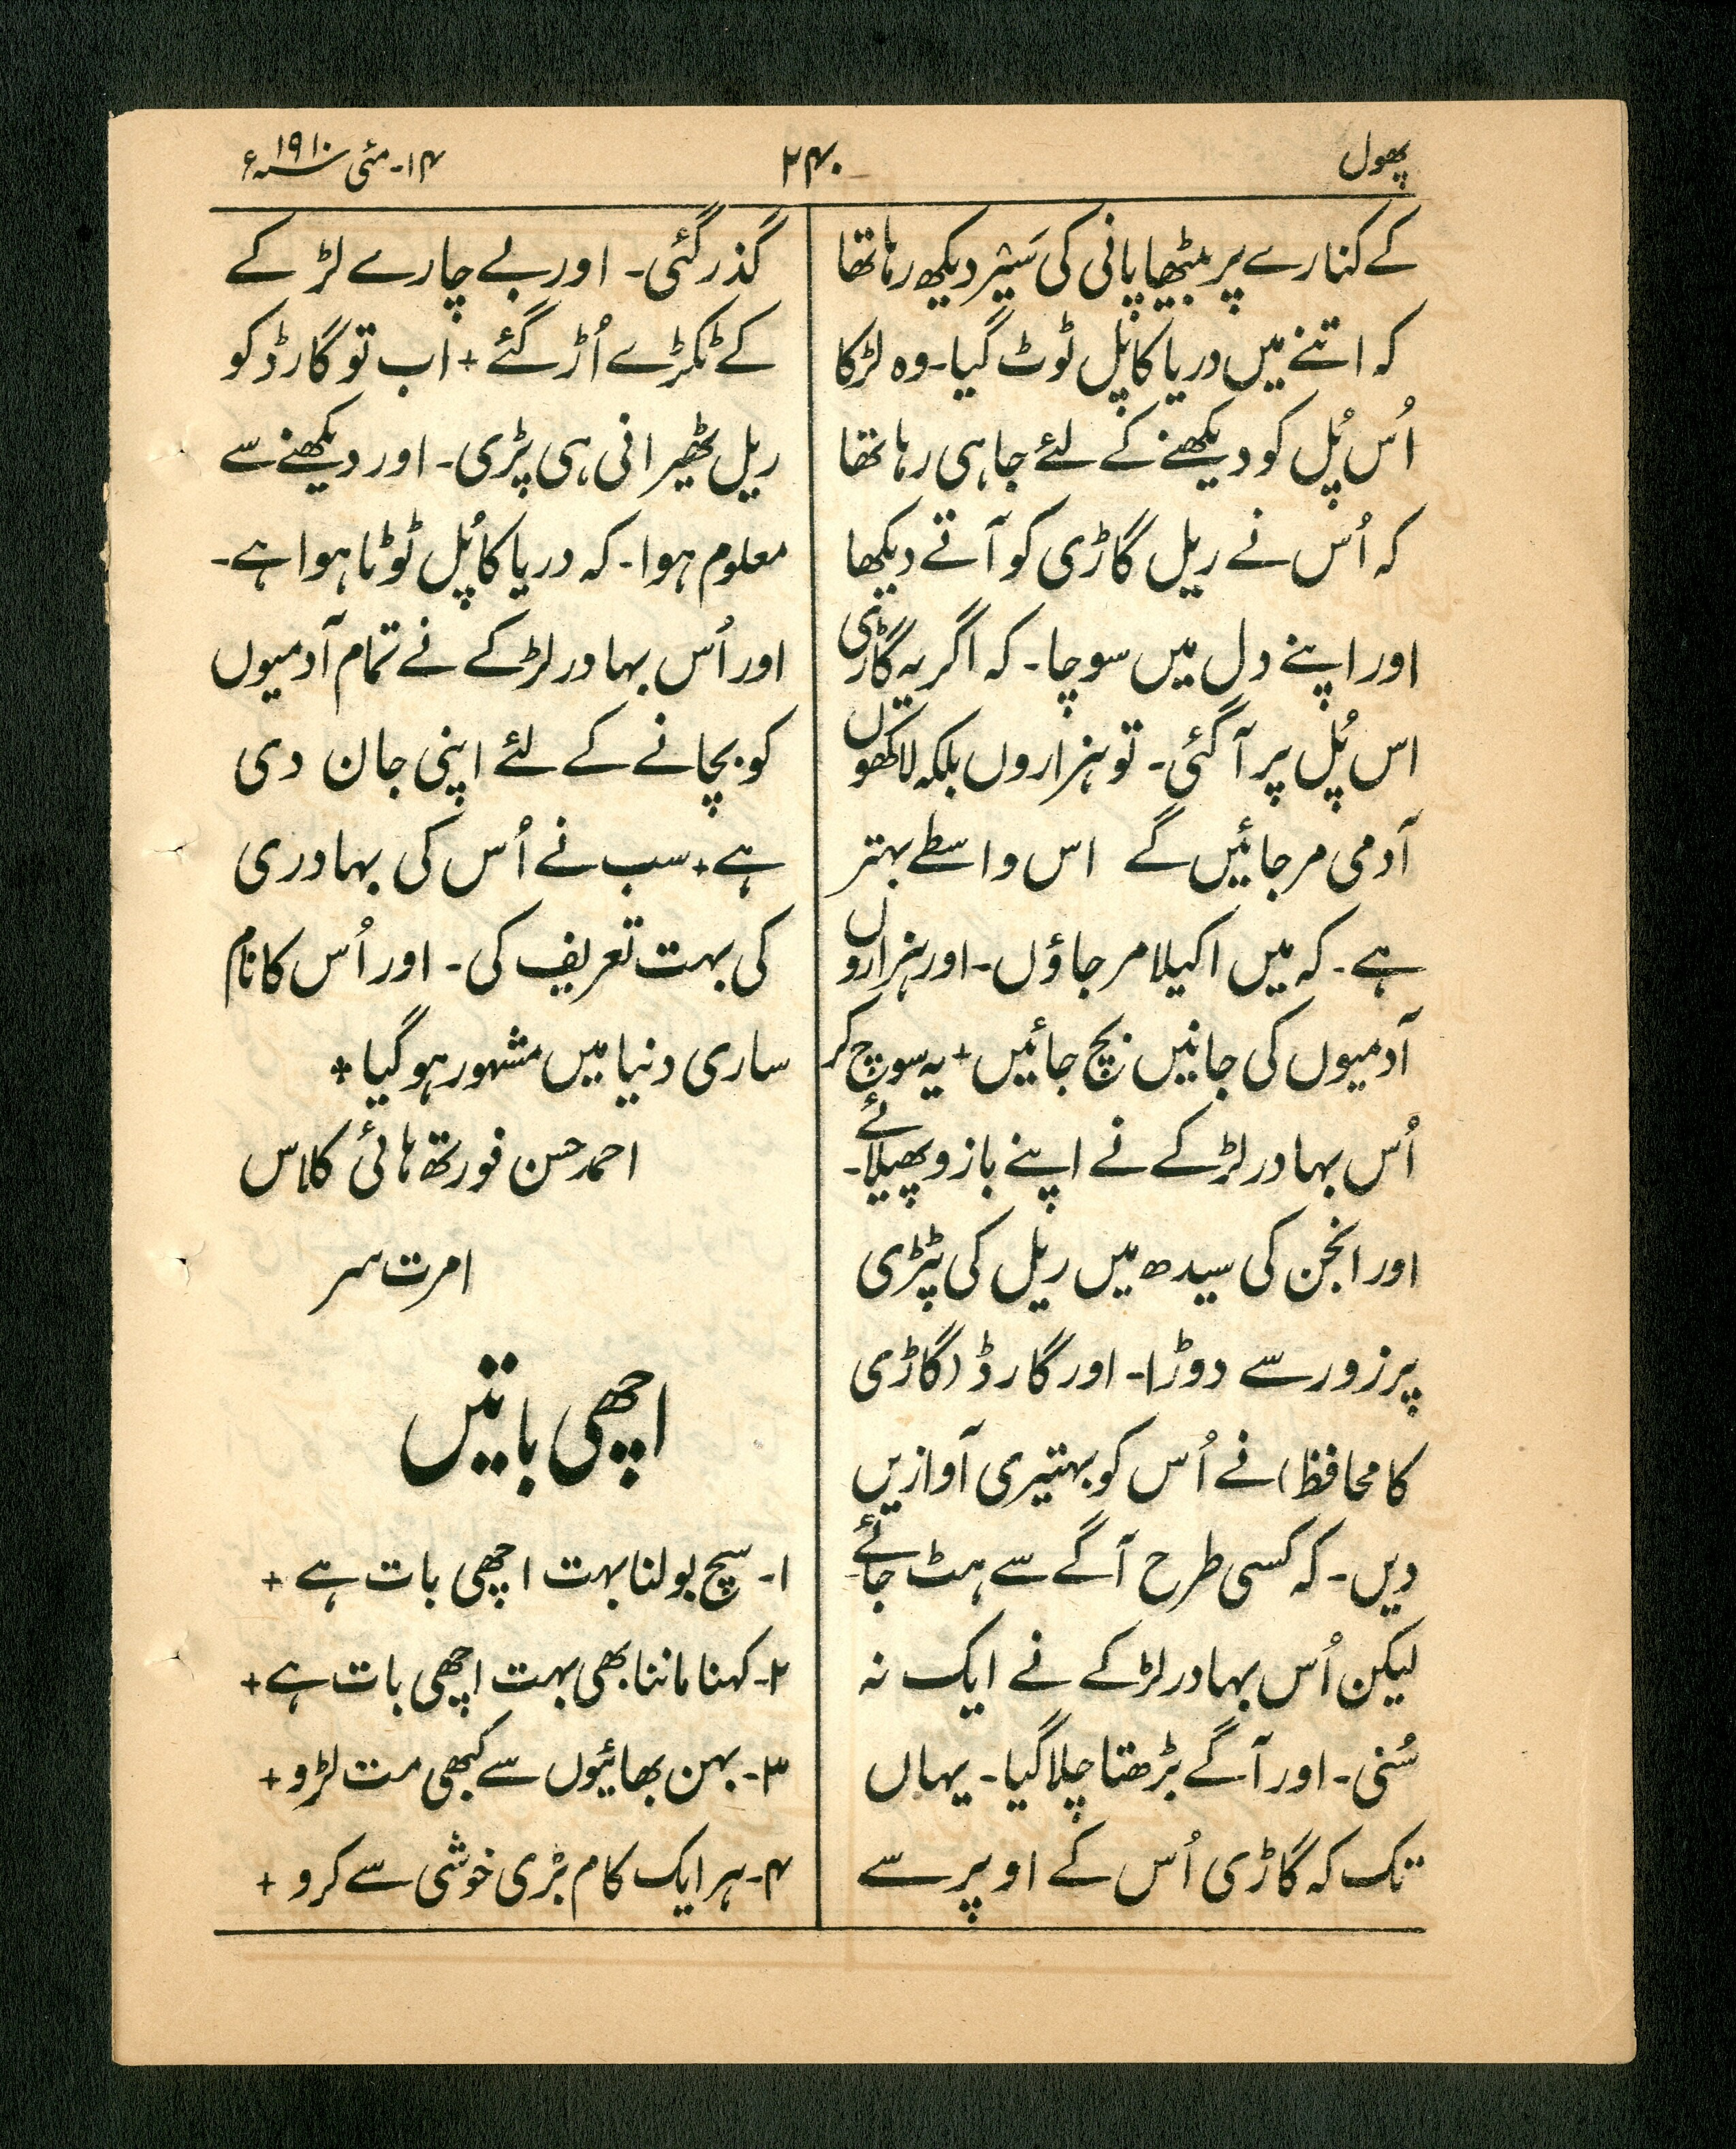 پھول
۲۴۰
۱۴۔ مئی ۱۹۱۰ء
کے کنارے پر بیٹھا پانی کی سَیر دیکھ رہا تھا
کہ اتنے میں دریا کا پُل ٹوٹ گیا۔ وہ لڑکا
اُس پُل کو دیکھنے کے لئے جا ہی رہا تھا
کہ اُس نے ریل گاڑی کو آتے دیکھا
اور اپنے دل میں سوچا۔ کہ اگر یہ گاڑی
اس پُل پر آگئی۔ تو ہزاروں بلکہ لاکھوں
آدمی مر جائیں گے اس واسطے بہتر
ہے۔ کہ میں اکیلا مر جاؤں۔ اور ہزاروں
آدمیوں کی جانیں بچ جائیں + یہ سوچ کر
اُس بہادر لڑکے نے اپنے بازو پھیلائے۔
اور انجن کی سیدھ میں ریل کی پٹڑی
پر زور سے دوڑا۔ اور گارڈ (گاڑی
کا محافظ) نے اُس کو بہتیری آوازیں
دیں۔ کہ کسی طرح آگے سے ہٹ جائے۔
لیکن اُس بہادر لڑکے نے ایک نہ
سُنی۔ اور آگے بڑھتا چلا گیا۔ یہاں
تک کہ گاڑی اُس کے اوپر سے
گذر گئی۔ اور بے چارے لڑکے
کے ٹکڑے اُڑ گئے + اب تو گارڈ کو
ریل ٹھیرانی ہی پڑی۔ اور دیکھنے سے
معلوم ہوا۔ کہ دریا کا پُل ٹوٹا ہوا ہے۔
اور اُس بہادر لڑکے نے تمام آدمیوں
کو بچانے کے لئے اپنی جان دی
ہے + سب نے اُس کی بہادری
کی بہت تعریف کی۔ اور اُس کا نام
ساری دنیا میں مشہور ہو گیا +
احمد حسن فورتھ ہائی کلاس
امرت سر
اچھی باتیں
۱۔ سچ بولنا بہت اچھی بات ہے +
۲۔ کہنا ماننا بھی بہت اچھی بات ہے +
۳۔ بہن بھائیوں سے کبھی مت لڑو +
۴۔ ہر ایک کام بڑی خوشی سے کرو +